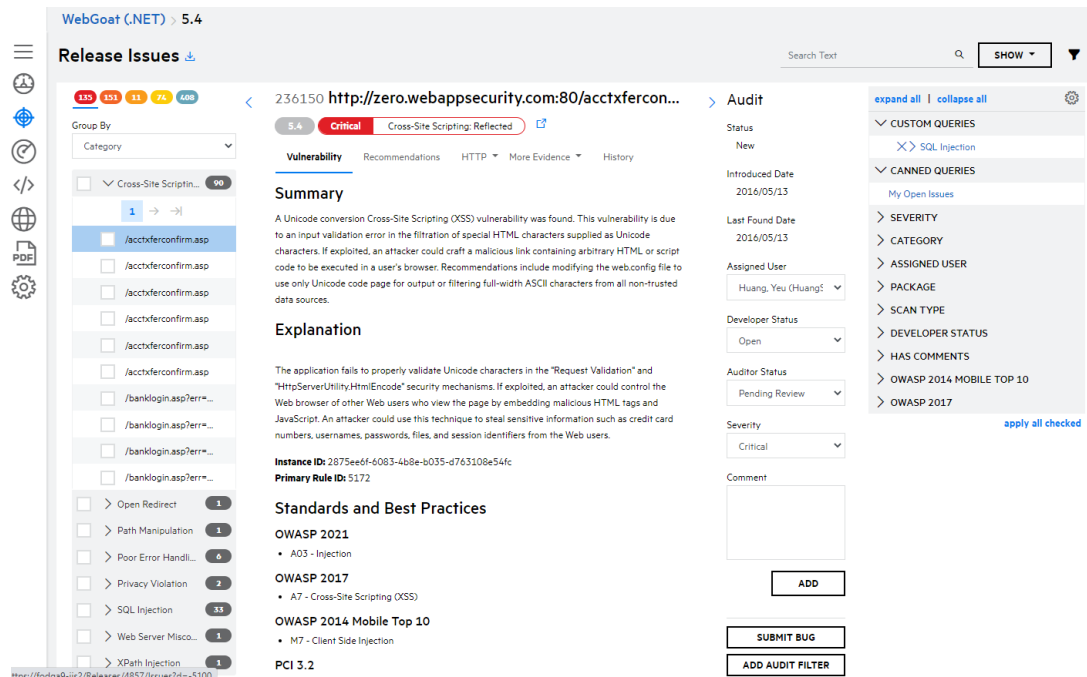 WebGoat (.NET) > 5.4
Release Issues
Search Text
SHOW
135 151 11 74 408
Group By
Category
Cross-Site Scriptin... 90
1
/acctxferconfirm.asp
/acctxferconfirm.asp
/acctxferconfirm.asp
/acctxferconfirm.asp
/acctxferconfirm.asp
/acctxferconfirm.asp
/banklogin.asp?err=...
/banklogin.asp?err=...
/banklogin.asp?err=...
/banklogin.asp?err=...
Open Redirect 1
Path Manipulation 1
Poor Error Handli... 6
Privacy Violation 2
SQL Injection 33
Web Server Misco... 1
XPath Injection 1
PDF
236150 http://zero.webappsecurity.com:80/acctxfercon...
5.4 Critical Cross-Site Scripting: Reflected
Vulnerability Recommendations HTTP More Evidence History
Summary
A Unicode conversion Cross-Site Scripting (XSS) vulnerability was found. This vulnerability is due
to an input validation error in the filtration of special HTML characters supplied as Unicode
characters. If exploited, an attacker could craft a malicious link containing arbitrary HTML or script
code to be executed in a user's browser. Recommendations include modifying the web.config file to
use only Unicode code page for output or filtering full-width ASCII characters from all non-trusted
data sources.
Explanation
The application fails to properly validate Unicode characters in the "Request Validation" and
"HttpServerUtility.HtmlEncode" security mechanisms. If exploited, an attacker could control the
Web browser of other Web users who view the page by embedding malicious HTML tags and
JavaScript. An attacker could use this technique to steal sensitive information such as credit card
numbers, usernames, passwords, files, and session identifiers from the Web users.
Instance ID: 2875ee6f-6083-4b8e-b035-d763108e54fc
Primary Rule ID: 5172
Standards and Best Practices
OWASP 2021
• A03 - Injection
OWASP 2017
• A7 - Cross-Site Scripting (XSS)
OWASP 2014 Mobile Top 10
• M7 - Client Side Injection
PCI 3.2
Audit
Status
New
Introduced Date
2016/05/13
Last Found Date
2016/05/13
Assigned User
Huang, Yeu (HuangS
Developer Status
Open
Auditor Status
Pending Review
Severity
Critical
Comment
ADD
SUBMIT BUG
ADD AUDIT FILTER
expand all | collapse all
CUSTOM QUERIES
SQL Injection
CANNED QUERIES
My Open Issues
SEVERITY
CATEGORY
ASSIGNED USER
PACKAGE
SCAN TYPE
DEVELOPER STATUS
HAS COMMENTS
OWASP 2014 MOBILE TOP 10
OWASP 2017
apply all checked